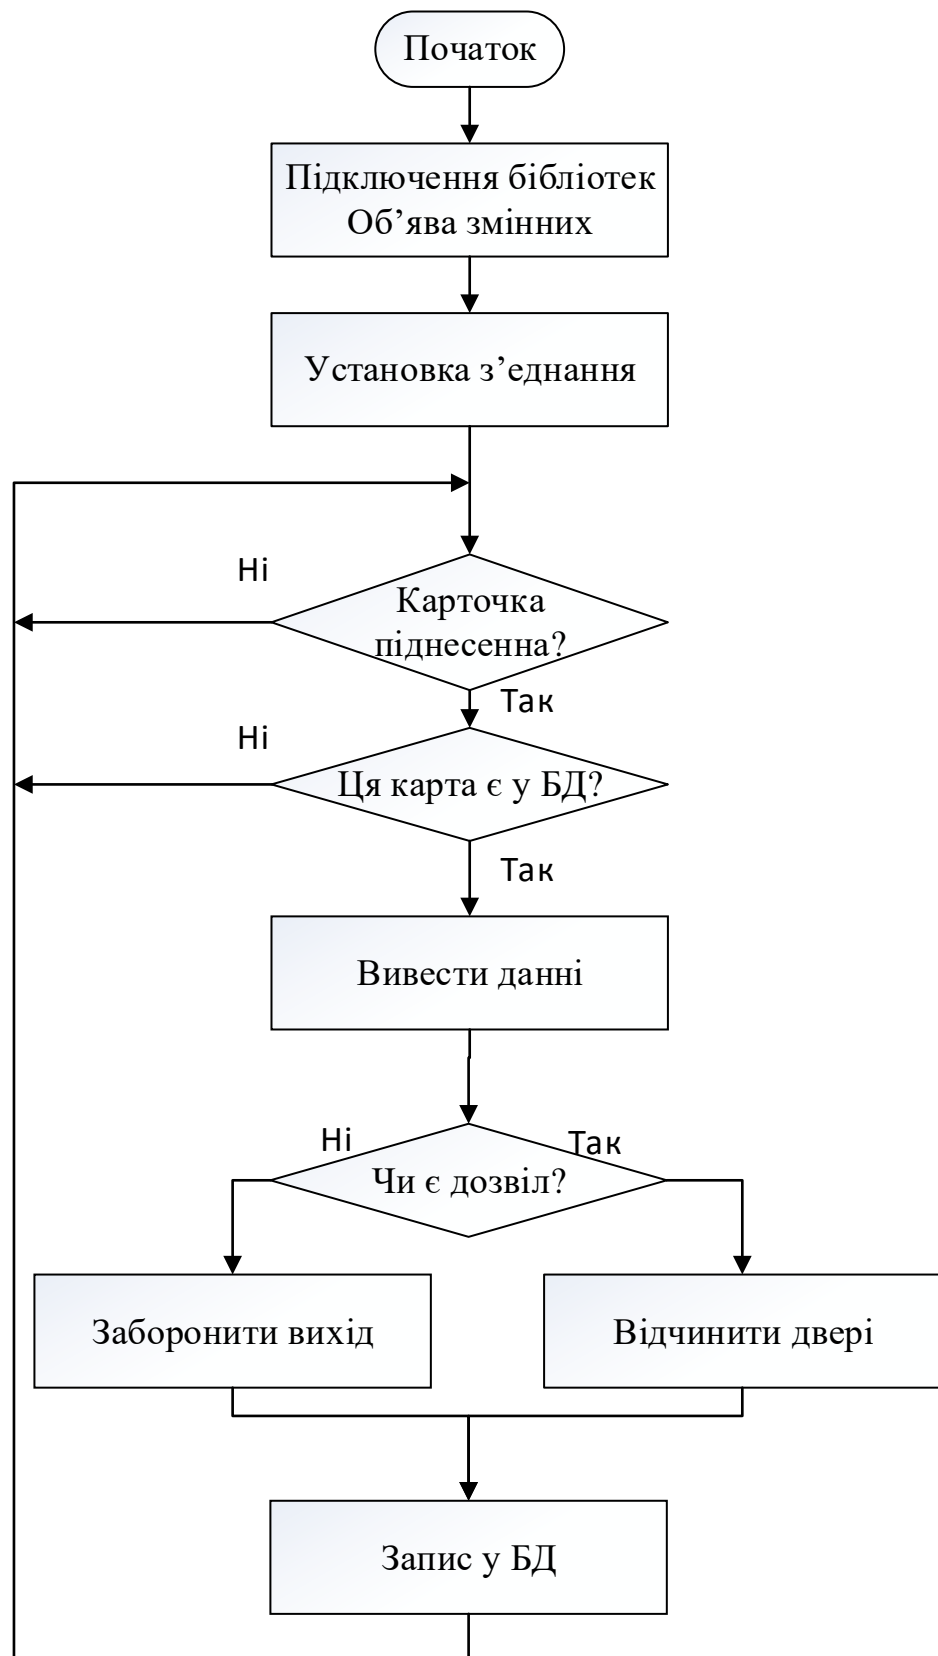 Початок
Підключення бібліотек
Об’ява змінних
Установка з’еднання
Ні
Карточка
піднесенна?
Так
Ні
Ця карта є у БД?
Так
Вивести данні
Ні
Так
Чи є дозвіл?
Заборонити вихід
Відчинити двері
Запис у БД